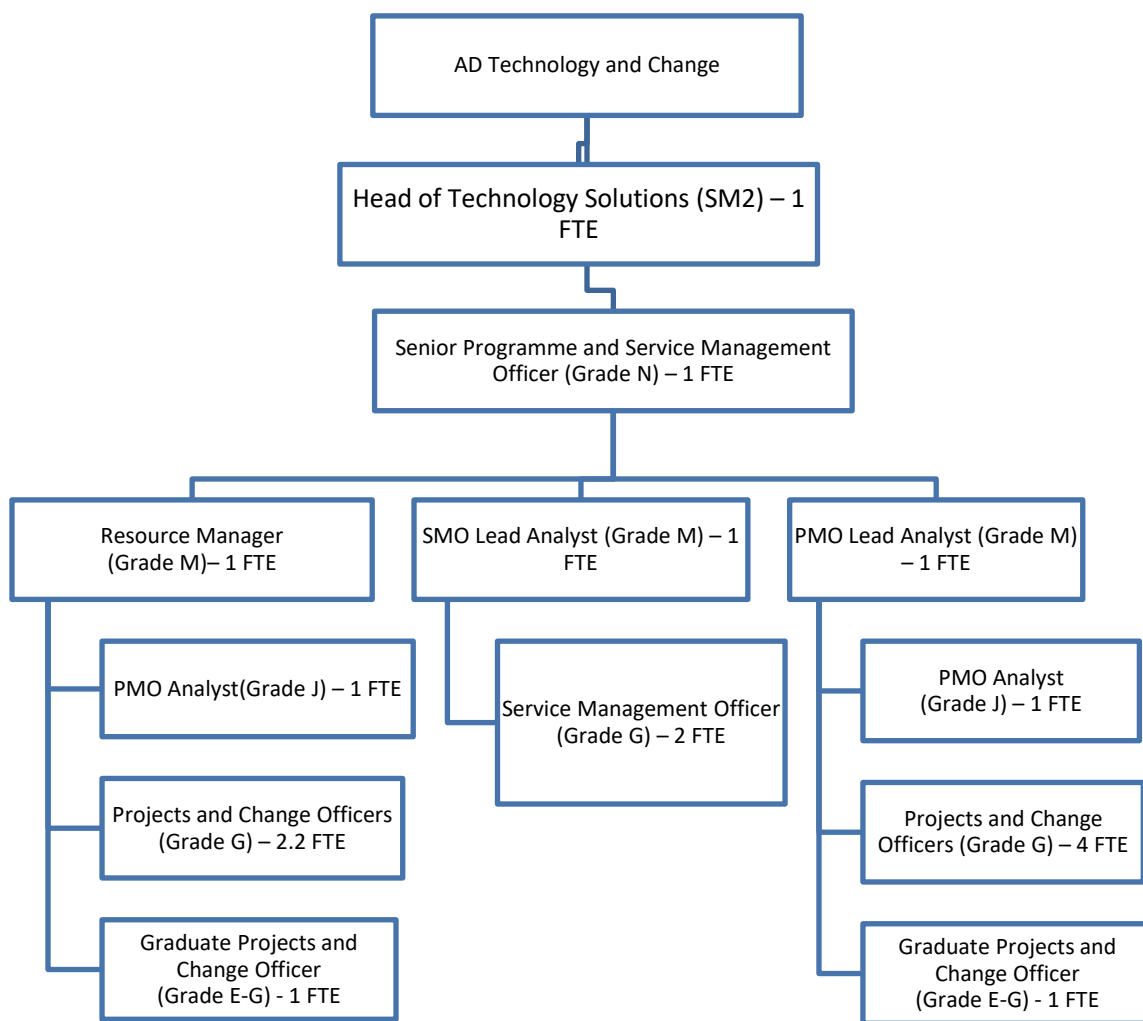 AD Technology and Change
Head of Technology Solutions (SM2) – 1
FTE
Senior Programme and Service Management
Officer (Grade N) – 1 FTE
Resource Manager
(Grade M)– 1 FTE
SMO Lead Analyst (Grade M) – 1
FTE
PMO Lead Analyst (Grade M)
– 1 FTE
PMO Analyst(Grade J) – 1 FTE
Projects and Change Officers
(Grade G) – 2.2 FTE
Graduate Projects and
Change Officer
(Grade E-G) - 1 FTE
Service Management Officer
(Grade G) – 2 FTE
PMO Analyst
(Grade J) – 1 FTE
Projects and Change
Officers (Grade G) – 4 FTE
Graduate Projects and
Change Officer
(Grade E-G) - 1 FTE